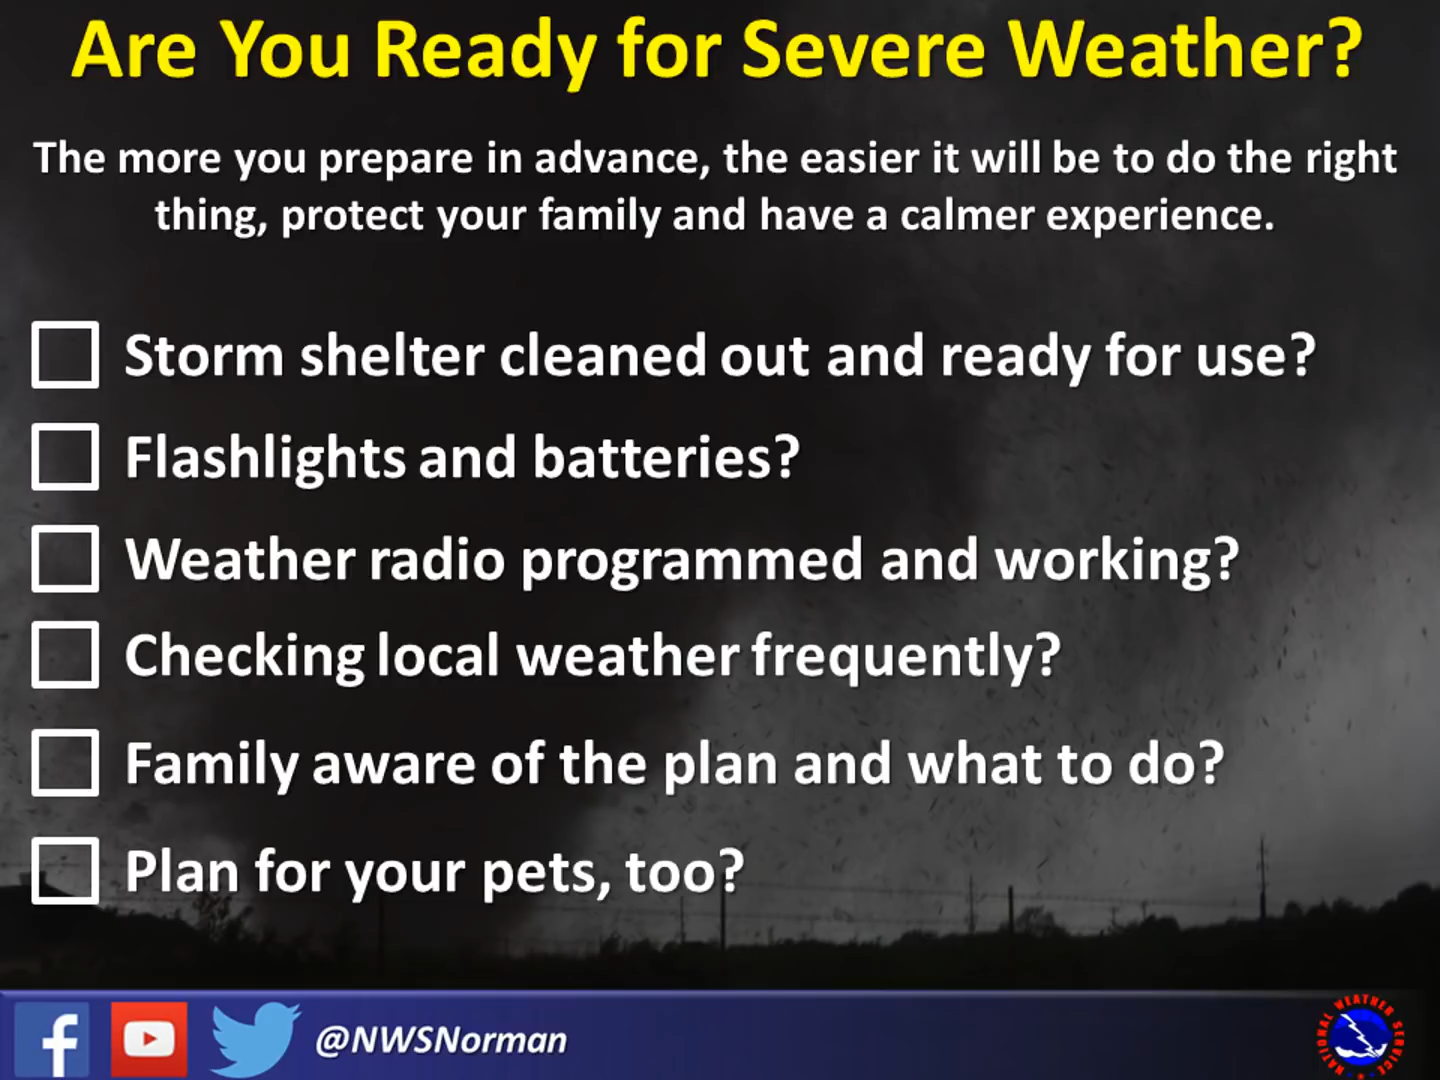 Are You Ready for Severe Weather?
The more you prepare in advance, the easier it will be to do the right
thing, protect your family and have a calmer experience.
Storm shelter cleaned out and ready for use?
Flashlights and batteries?
Weather radio programmed and working?
Checking local weather frequently?
Family aware of the plan and what to do?
Plan for your pets, too?
@NWSNorman
NATIONAL WEATHER SERVICE